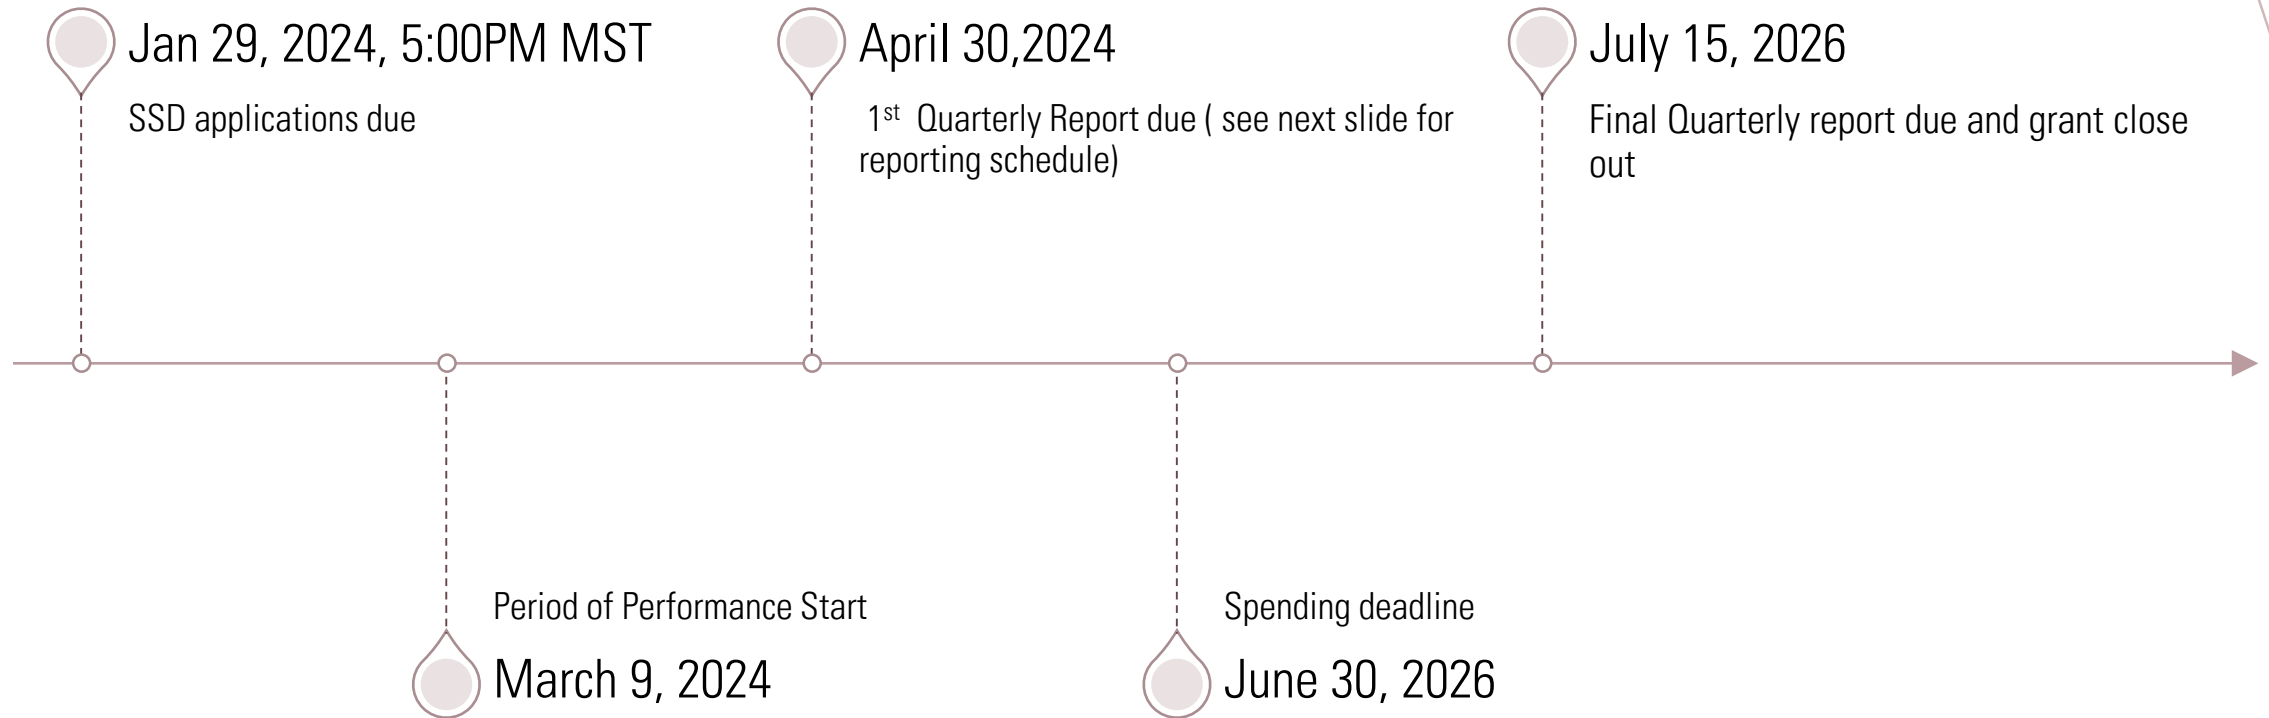 Jan 29, 2024, 5:00PM MST
SSD applications due
April 30,2024
1st Quarterly Report due ( see next slide for
reporting schedule)
July 15, 2026
Final Quarterly report due and grant close
out
Period of Performance Start
March 9, 2024
Spending deadline
June 30, 2026